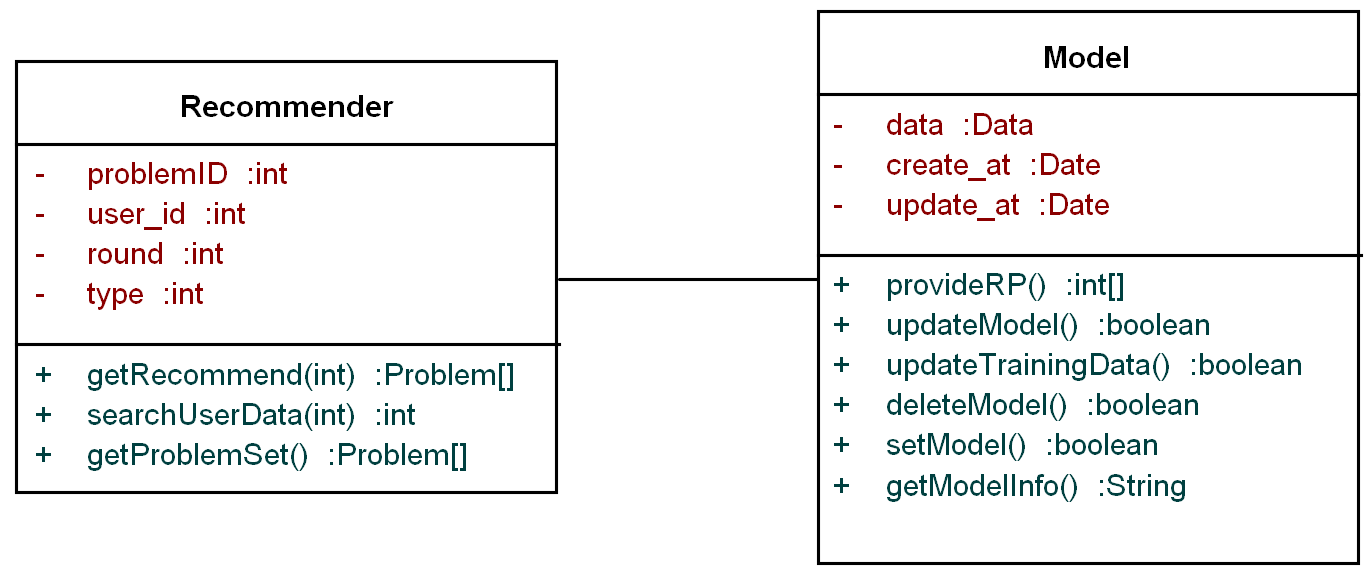 Recommender
- problemID :int
- user_id :int
- round :int
- type :int
+ getRecommend(int) :Problem[]
+ searchUserData(int) :int
+ getProblemSet() :Problem[]
Model
- data :Data
- create_at :Date
- update_at :Date
+ provideRP() :int[]
+ updateModel() :boolean
+ updateTrainingData() :boolean
+ deleteModel() :boolean
+ setModel() :boolean
+ getModelInfo() :String